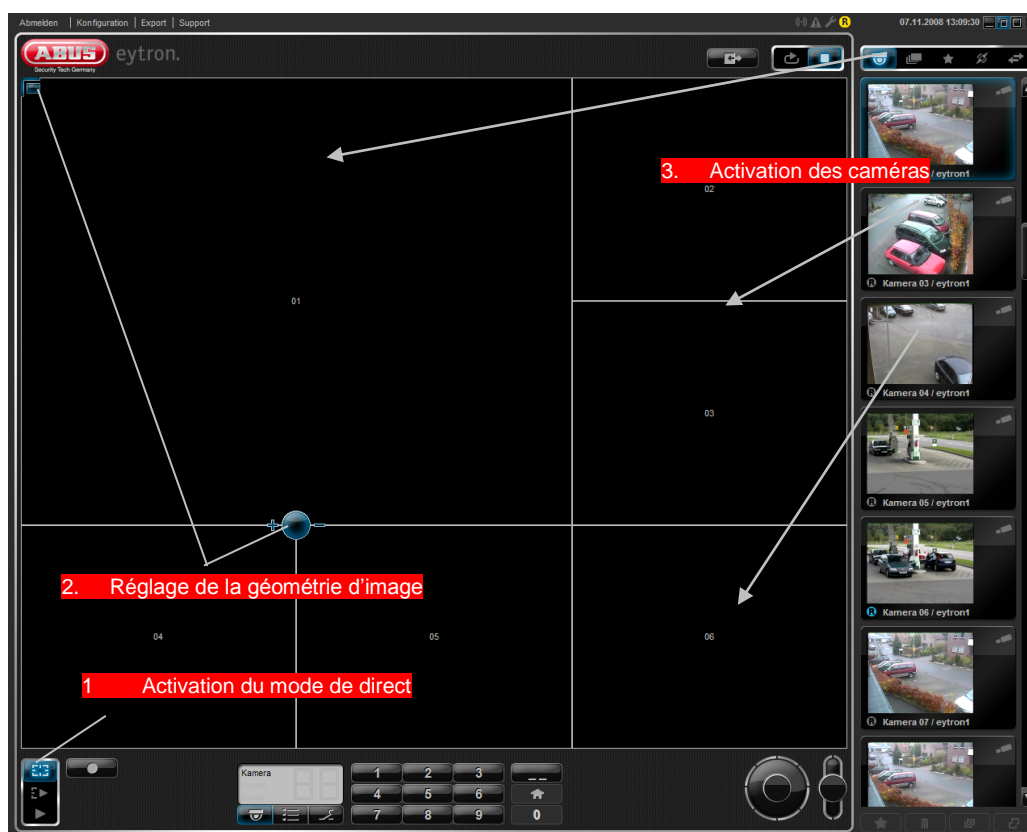 Abmelden | Konfiguration | Export | Support
R 07.11.2008 13:09:30
ABUS eytron.
Security Tech Germany
/ eytron1
3. Activation des caméras
02
R Kamera 03 / eytron1
01
R Kamera 04 / eytron1
03
R Kamera 05 / eytron1
2. Réglage de la géométrie d’image
R Kamera 06 / eytron1
04
05
06
1 Activation du mode de direct
R Kamera 07 / eytron1
Kamera
1 2 3 _ _
4 5 6
7 8 9 0